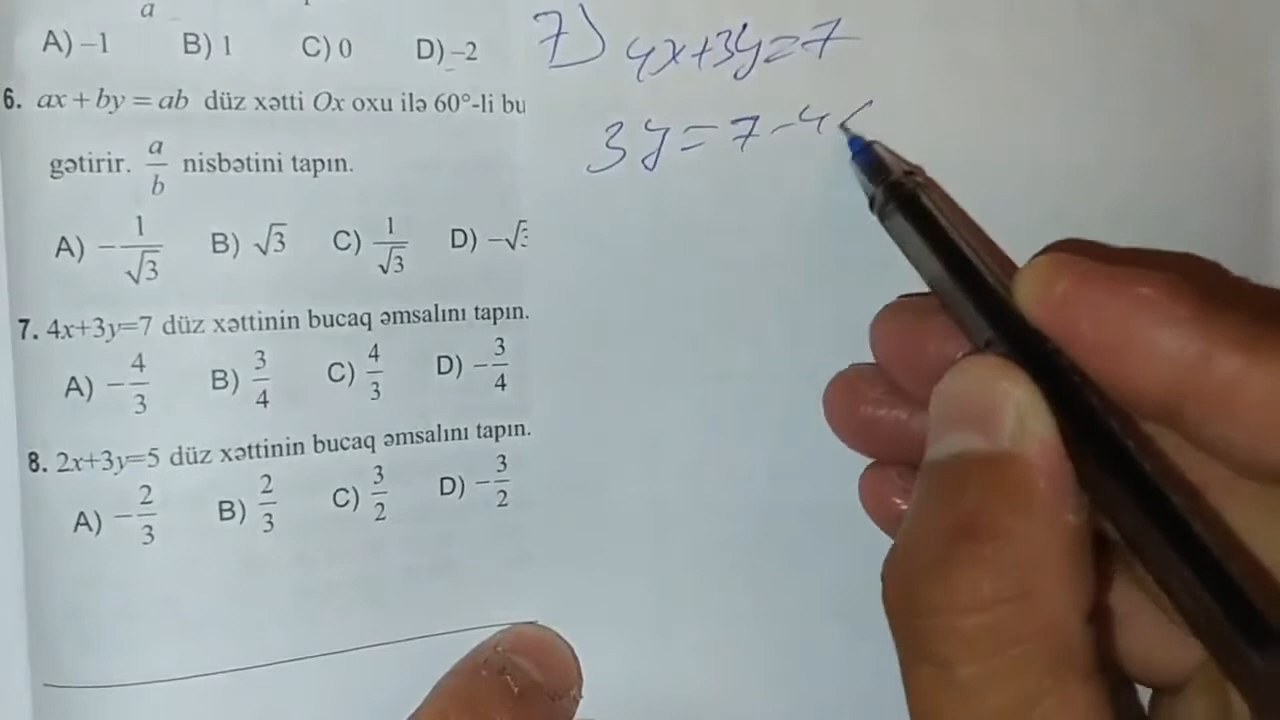 a
A) –1 B) 1 C) 0 D) –2
6. ax + by = ab düz xətti Ox oxu ilə 60°-li bu
gətirir. a/b nisbətini tapın.
A) –1/√3 B) √3 C) 1/√3 D) –√3
7. 4x+3y=7 düz xəttinin bucaq əmsalını tapın.
A) –4/3 B) 3/4 C) 4/3 D) –3/4
8. 2x+3y=5 düz xəttinin bucaq əmsalını tapın.
A) –2/3 B) 2/3 C) 3/2 D) –3/2
7) 4x+3y=7
3y=7-4